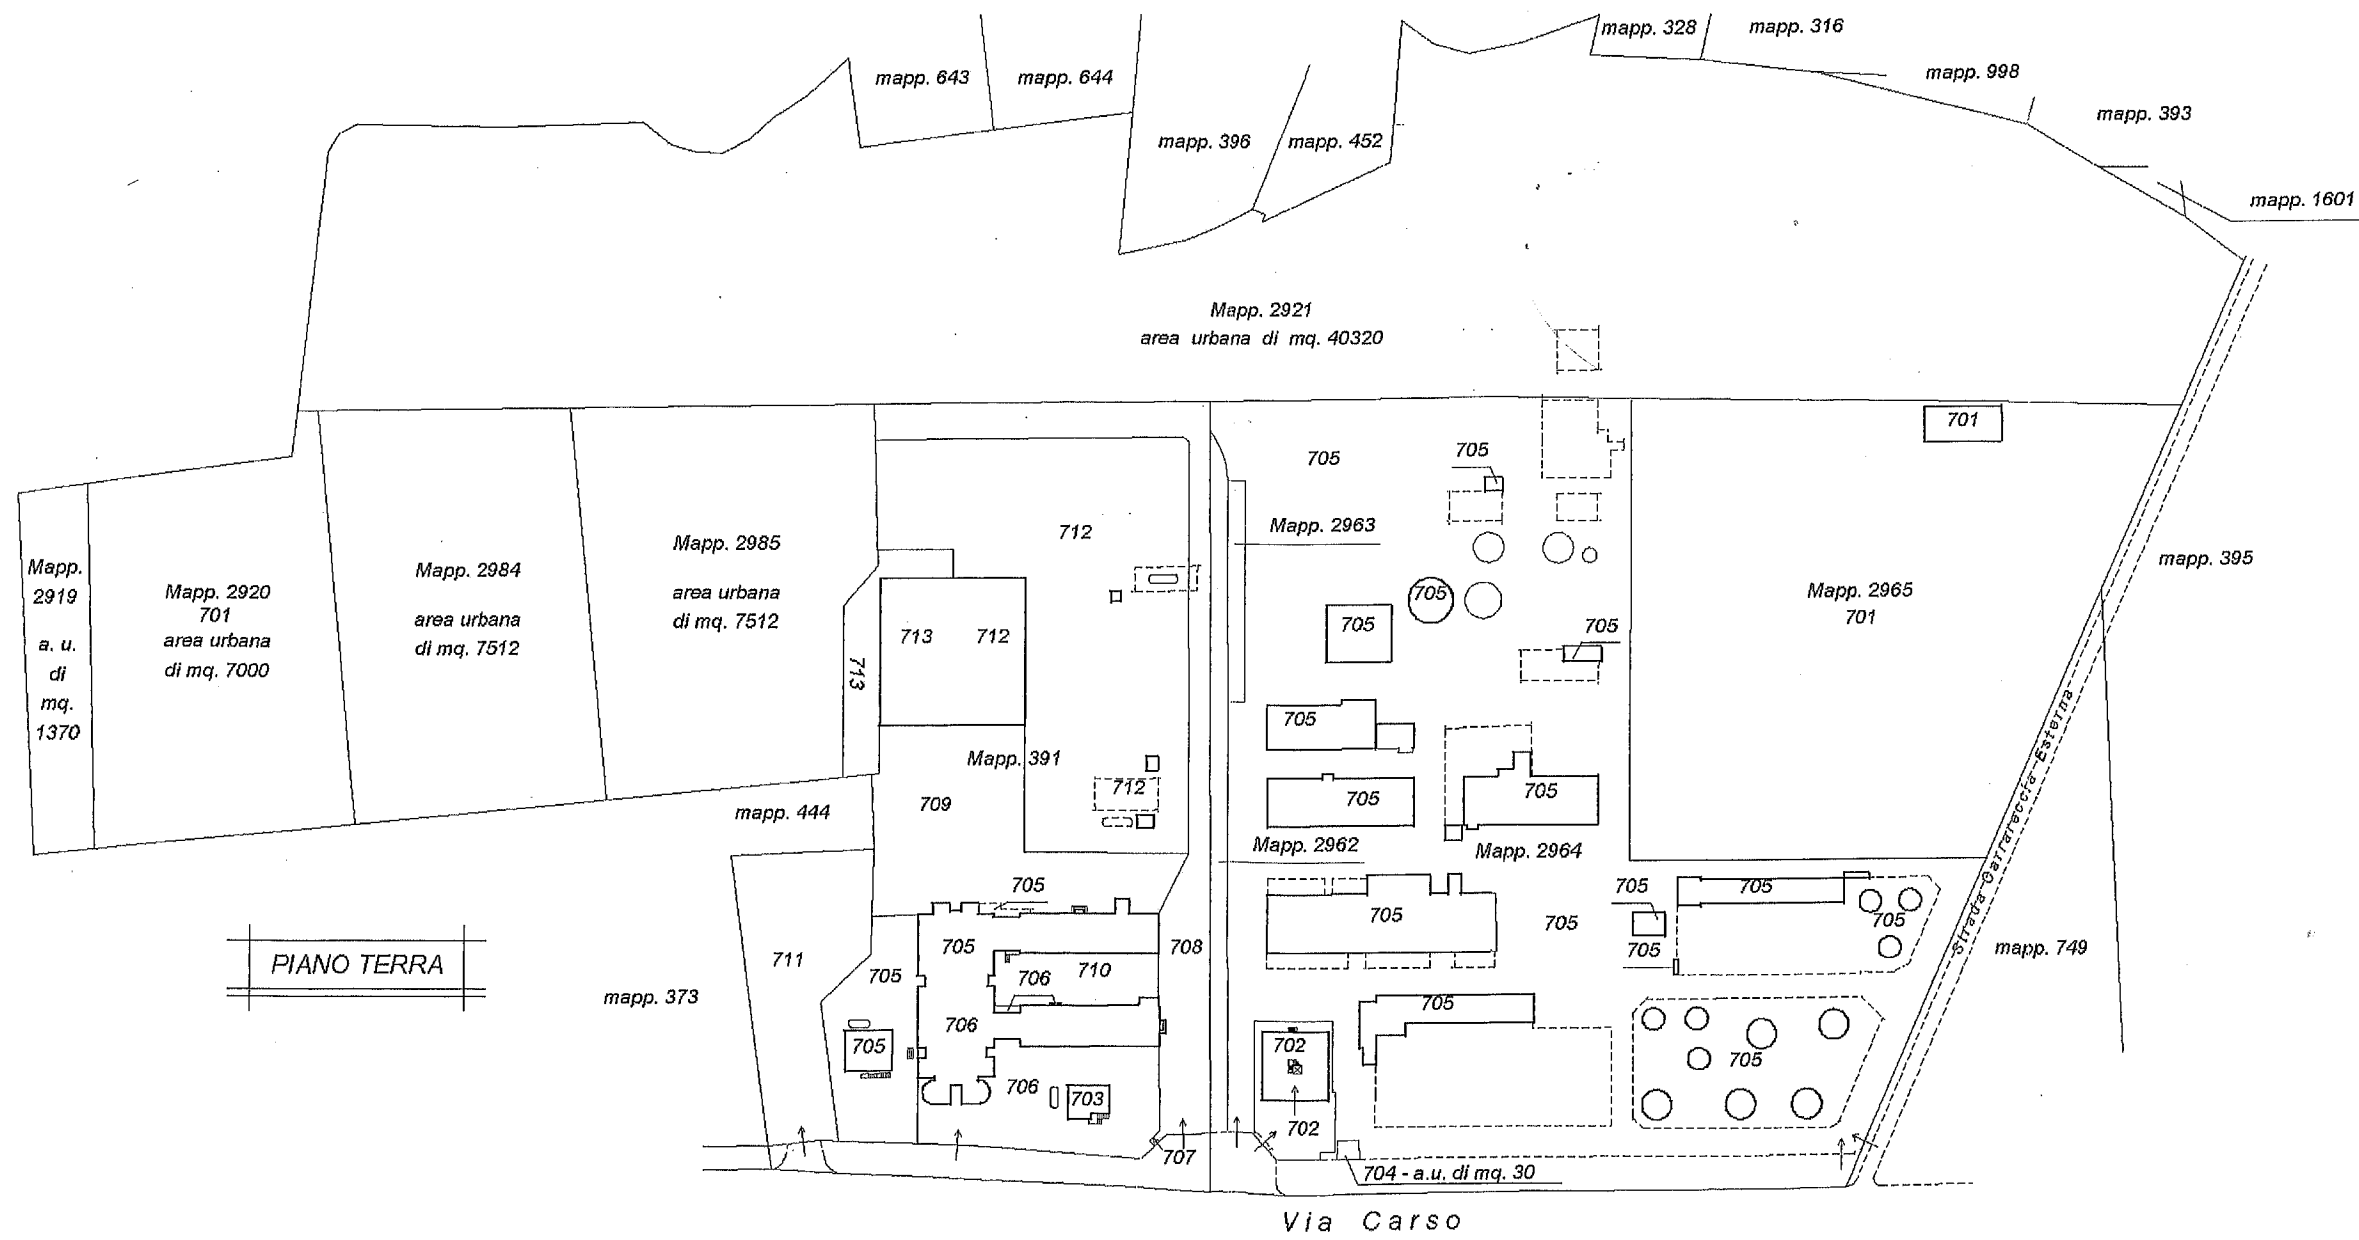 mapp. 328
mapp. 316
mapp. 643
mapp. 644
mapp. 998
mapp. 393
mapp. 396
mapp. 452
mapp. 1601
Mapp. 2921
area urbana di mq. 40320
701
705
705
Mapp. 2963
712
Mapp. 2985
area urbana
di mq. 7512
Mapp. 2984
area urbana
di mq. 7512
Mapp.
2919
a. u.
di
mq.
1370
Mapp. 2920
701
area urbana
di mq. 7000
mapp. 395
Mapp. 2965
701
705
705
705
713
712
713
705
Mapp. 391
712
705
705
709
mapp. 444
Mapp. 2962
Mapp. 2964
Strada Gattareccia Esterna
705
705
705
705
705
705
705
705
708
711
705
706
710
PIANO TERRA
mapp. 373
mapp. 749
705
706
705
702
705
705
706
703
702
707
704 - a.u. di mq. 30
Via Carso